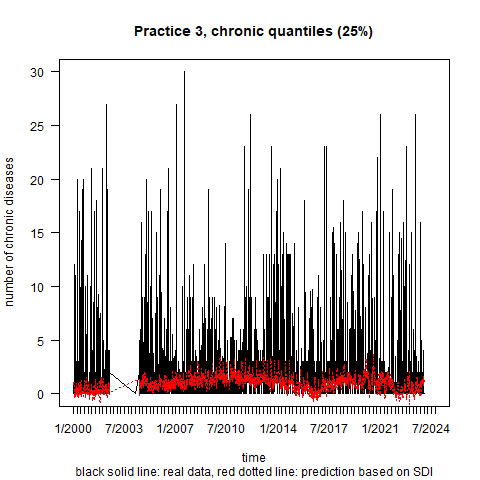 Practice 3, chronic quantiles (25%)
number of chronic diseases
30
25
20
15
10
5
0
1/2000 7/2003 1/2007 7/2010 1/2014 7/2017 1/2021 7/2024
time
black solid line: real data, red dotted line: prediction based on SDI